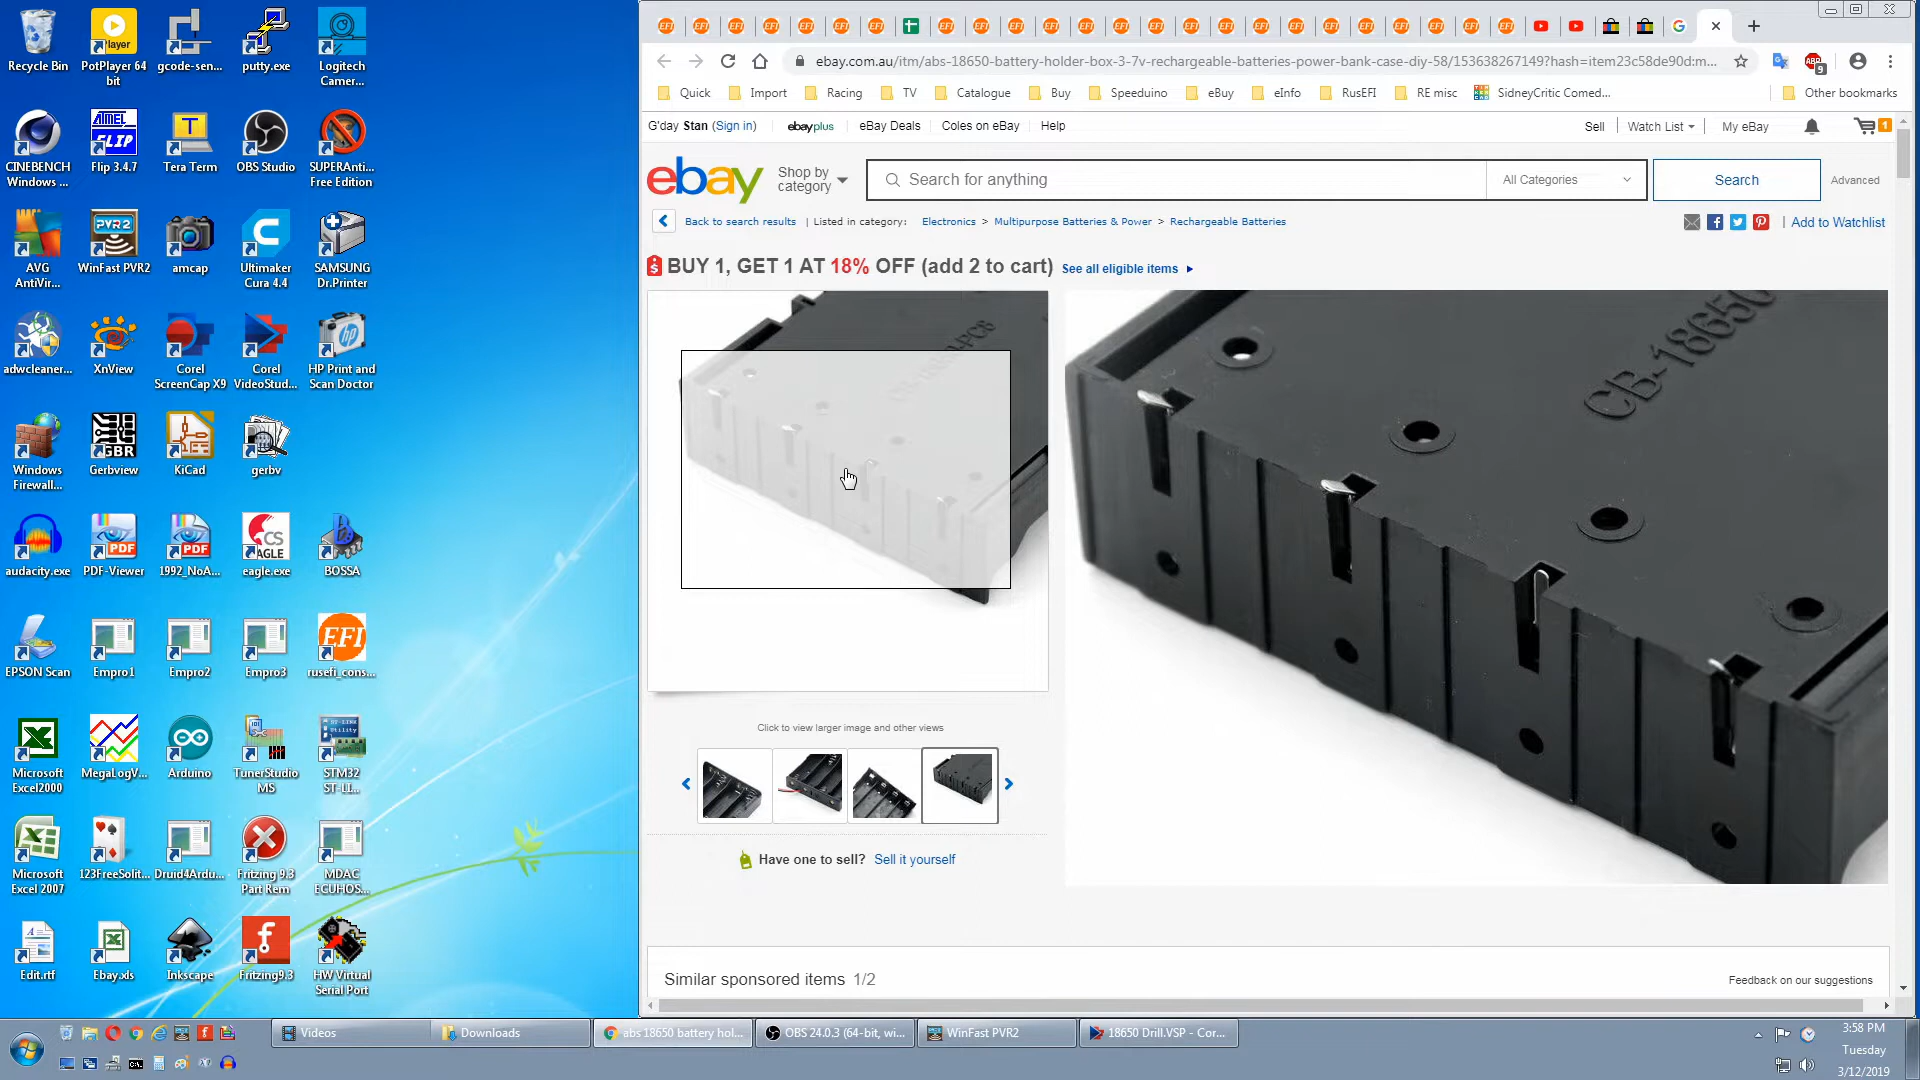 Recycle Bin
PotPlayer 64 bit
gcode-sen...
putty.exe
Logitech Camer...
CINEBENCH Windows ...
Flip 3.4.7
Tera Term
OBS Studio
SUPERAnti... Free Edition
AVG AntiVir...
WinFast PVR2
amcap
Ultimaker Cura 4.4
SAMSUNG Dr.Printer
adwcleaner...
XnView
Corel ScreenCap X9
Corel VideoStud...
HP Print and Scan Doctor
Windows Firewall...
Gerbview
KiCad
gerbv
audacity.exe
PDF-Viewer
1992_NoA...
eagle.exe
BOSSA
EPSON Scan
Empro1
Empro2
Empro3
rusefi_cons...
Microsoft Excel2000
MegaLogV...
Arduino
TunerStudio MS
STM32 ST-LI...
Microsoft Excel 2007
123FreeSolit...
Druid4Ardu...
Fritzing 9.3 Part Rem
MDAC ECUHOS...
Edit.rtf
Ebay.xls
Inkscape
Fritzing9.3
HW Virtual Serial Port
ebay.com.au/itm/abs-18650-battery-holder-box-3-7v-rechargeable-batteries-power-bank-case-diy-58/153638267149?hash=item23c58de90d:m...
Quick Import Racing TV Catalogue Buy Speeduino eBuy eInfo RusEFI RE misc SidneyCritic Comed... Other bookmarks
G'day Stan (Sign in) ebayplus eBay Deals Coles on eBay Help Sell Watch List My eBay 1
ebay Shop by category Search for anything All Categories Search Advanced
Back to search results | Listed in category: Electronics > Multipurpose Batteries & Power > Rechargeable Batteries | Add to Watchlist
BUY 1, GET 1 AT 18% OFF (add 2 to cart) See all eligible items
CB-18650
Click to view larger image and other views
Have one to sell? Sell it yourself
Similar sponsored items 1/2 Feedback on our suggestions
Videos Downloads abs 18650 battery hol... OBS 24.0.3 (64-bit, wi... WinFast PVR2 18650 Drill.VSP - Cor...
3:58 PM
Tuesday
3/12/2019